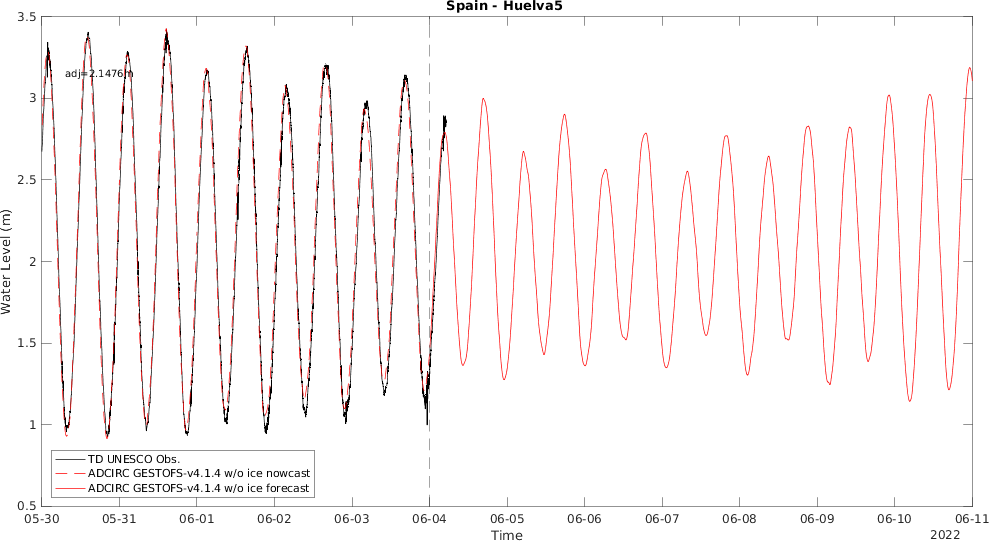 Spain - Huelva5
3.5
3
2.5
2
1.5
1
0.5
Water Level (m)
adj=2.1476m
TD UNESCO Obs.
ADCIRC GESTOFS-v4.1.4 w/o ice nowcast
ADCIRC GESTOFS-v4.1.4 w/o ice forecast
05-30 05-31 06-01 06-02 06-03 06-04 06-05 06-06 06-07 06-08 06-09 06-10 06-11
Time
2022